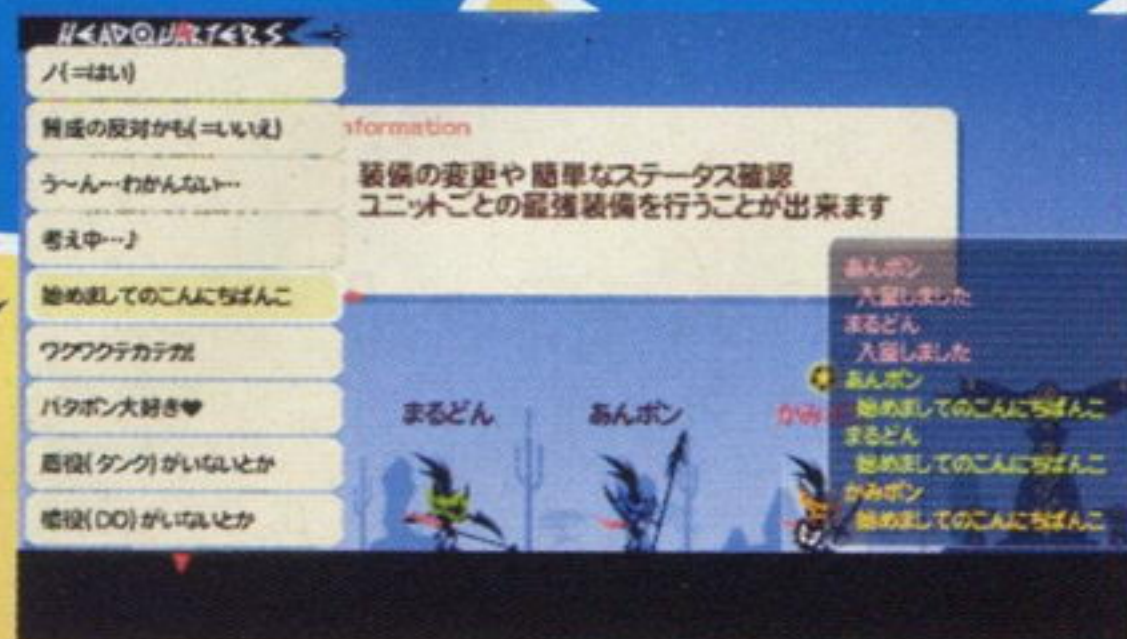 HEADQUARTERS
ノ(=はい)
賛成の反対かも(=いいえ)
う~ん…わかんない…
考え中…♪
始めましてのこんにちばんこ
ワクワクテカテカ!
パタポン大好き♥
盾役(タンク)がいないとか
槍役(DD)がいないとか
nformation
装備の変更や簡単なステータス確認
ユニットごとの最強装備を行うことが出来ます
まるどん
あんポン
かみ
あんポン
入室しました
まるどん
入室しました
あんポン
始めましてのこんにちばんこ
まるどん
始めましてのこんにちばんこ
かみポン
始めましてのこんにちばんこ